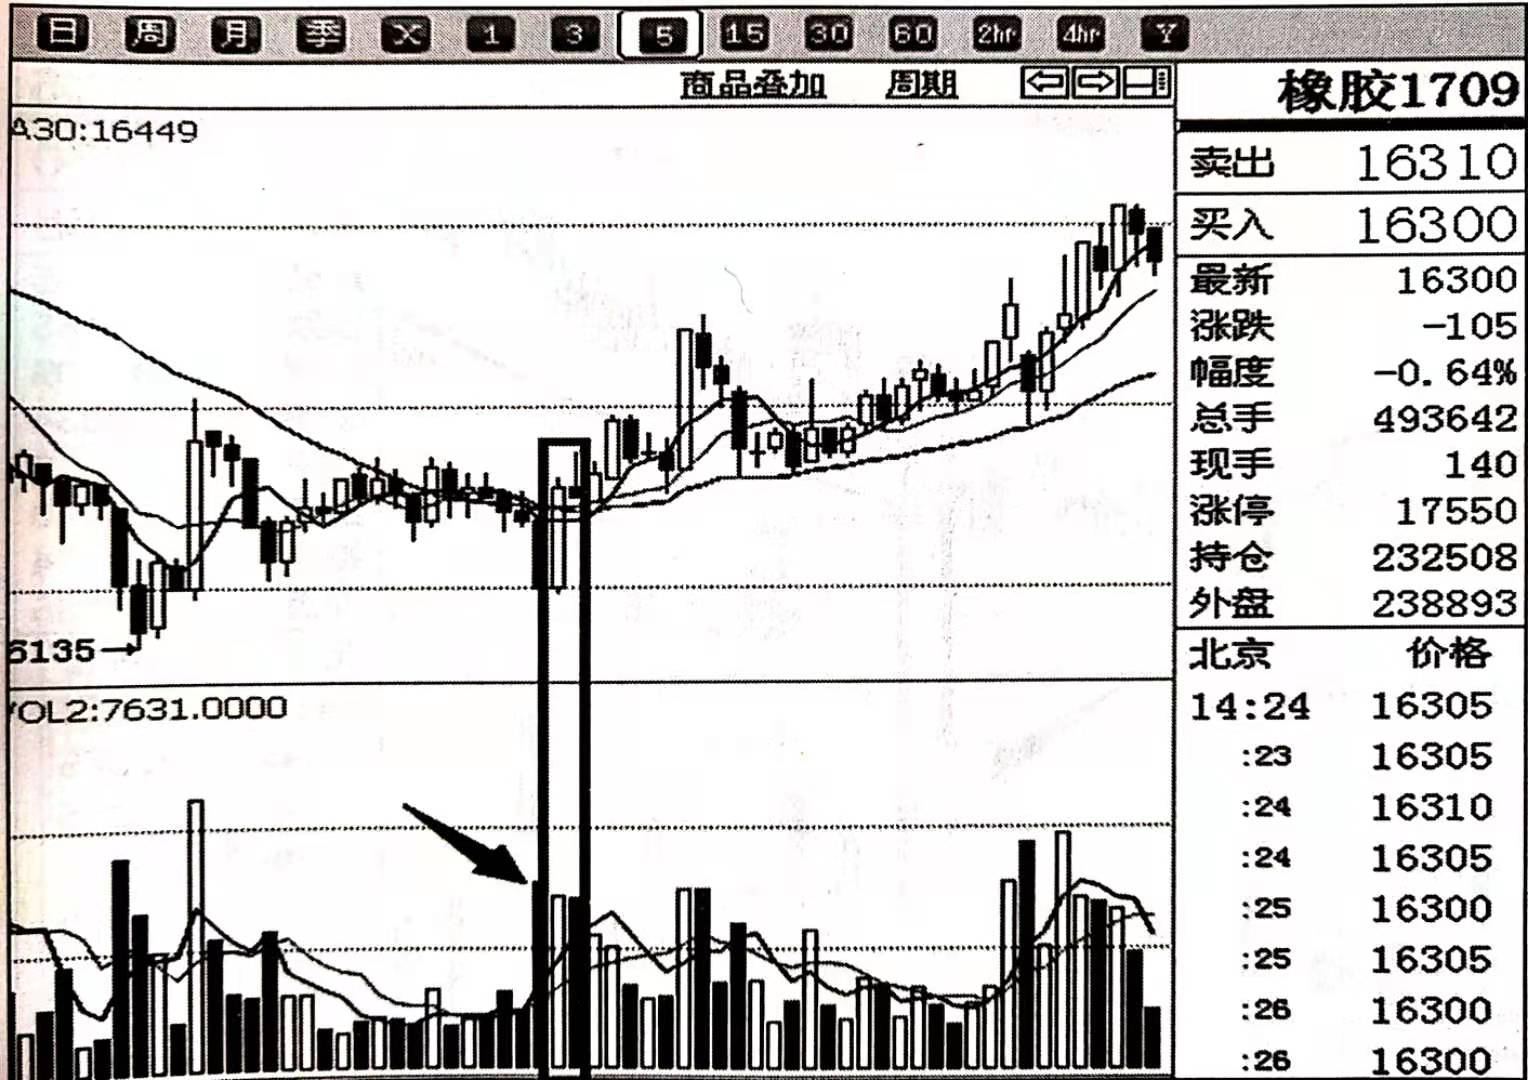 日 周 月 季 X 1 3 5 15 30 60 2hr 4hr Y
商品叠加 周期
橡胶1709
A30:16449
卖出 16310
买入 16300
最新 16300
涨跌 -105
幅度 -0.64%
总手 493642
现手 140
涨停 17550
持仓 232508
外盘 238893
6135
北京 价格
VOL2:7631.0000
14:24 16305
:23 16305
:24 16310
:24 16305
:25 16300
:25 16305
:26 16300
:26 16300